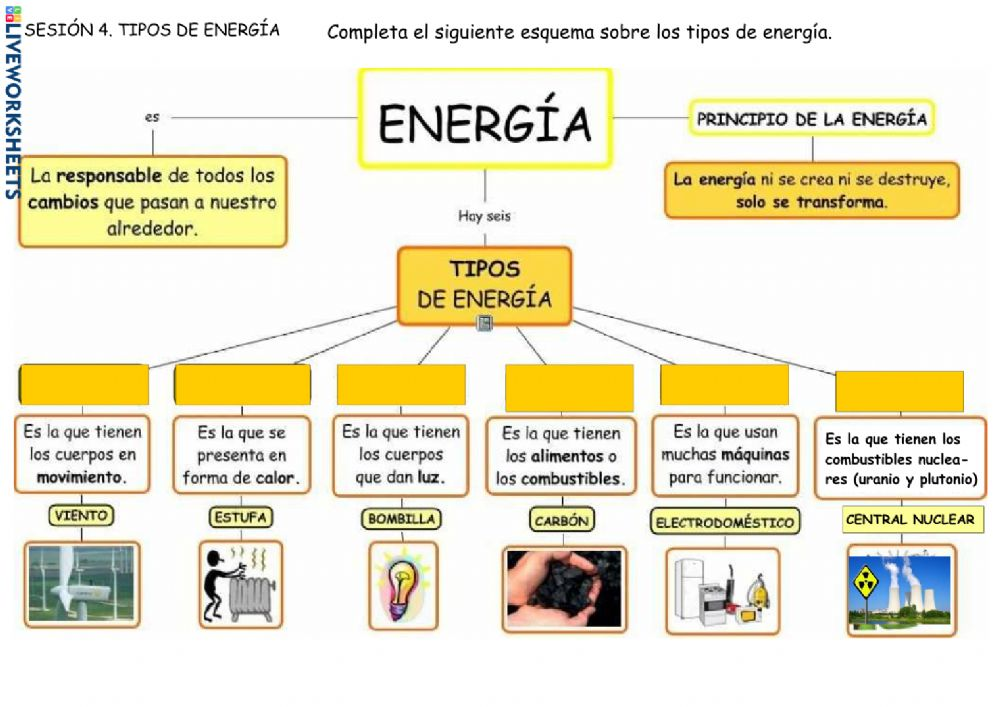 LIVEWORKSHEETS
SESIÓN 4. TIPOS DE ENERGÍA
Completa el siguiente esquema sobre los tipos de energía.
es
ENERGÍA
PRINCIPIO DE LA ENERGÍA
La responsable de todos los
cambios que pasan a nuestro
alrededor.
La energía ni se crea ni se destruye,
solo se transforma.
Hay seis
TIPOS
DE ENERGÍA
Es la que tienen
los cuerpos en
movimiento.
Es la que se
presenta en
forma de calor.
Es la que tienen
los cuerpos
que dan luz.
Es la que tienen
los alimentos o
los combustibles.
Es la que usan
muchas máquinas
para funcionar.
Es la que tienen los
combustibles nuclea-
res (uranio y plutonio)
VIENTO
ESTUFA
BOMBILLA
CARBÓN
ELECTRODOMÉSTICO
CENTRAL NUCLEAR